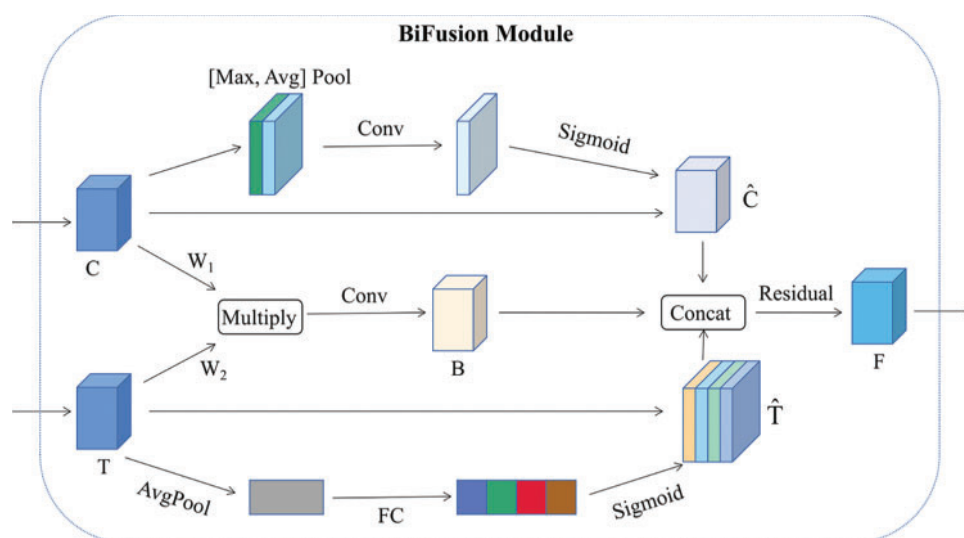 BiFusion Module
[Max, Avg] Pool
Conv
Sigmoid
Ĉ
C
W₁
Multiply
Conv
B
Concat
Residual
F
W₂
T
T̂
AvgPool
FC
Sigmoid